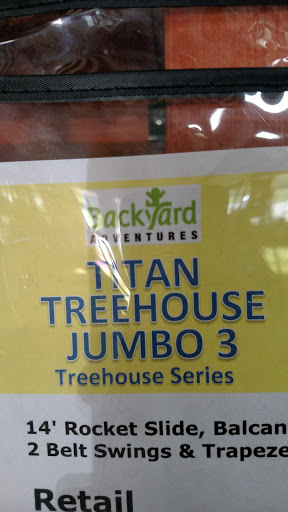 Backyard
ADVENTURES
TITAN
TREEHOUSE
JUMBO 3
Treehouse Series
14' Rocket Slide, Balcan
2 Belt Swings & Trapeze
Retail